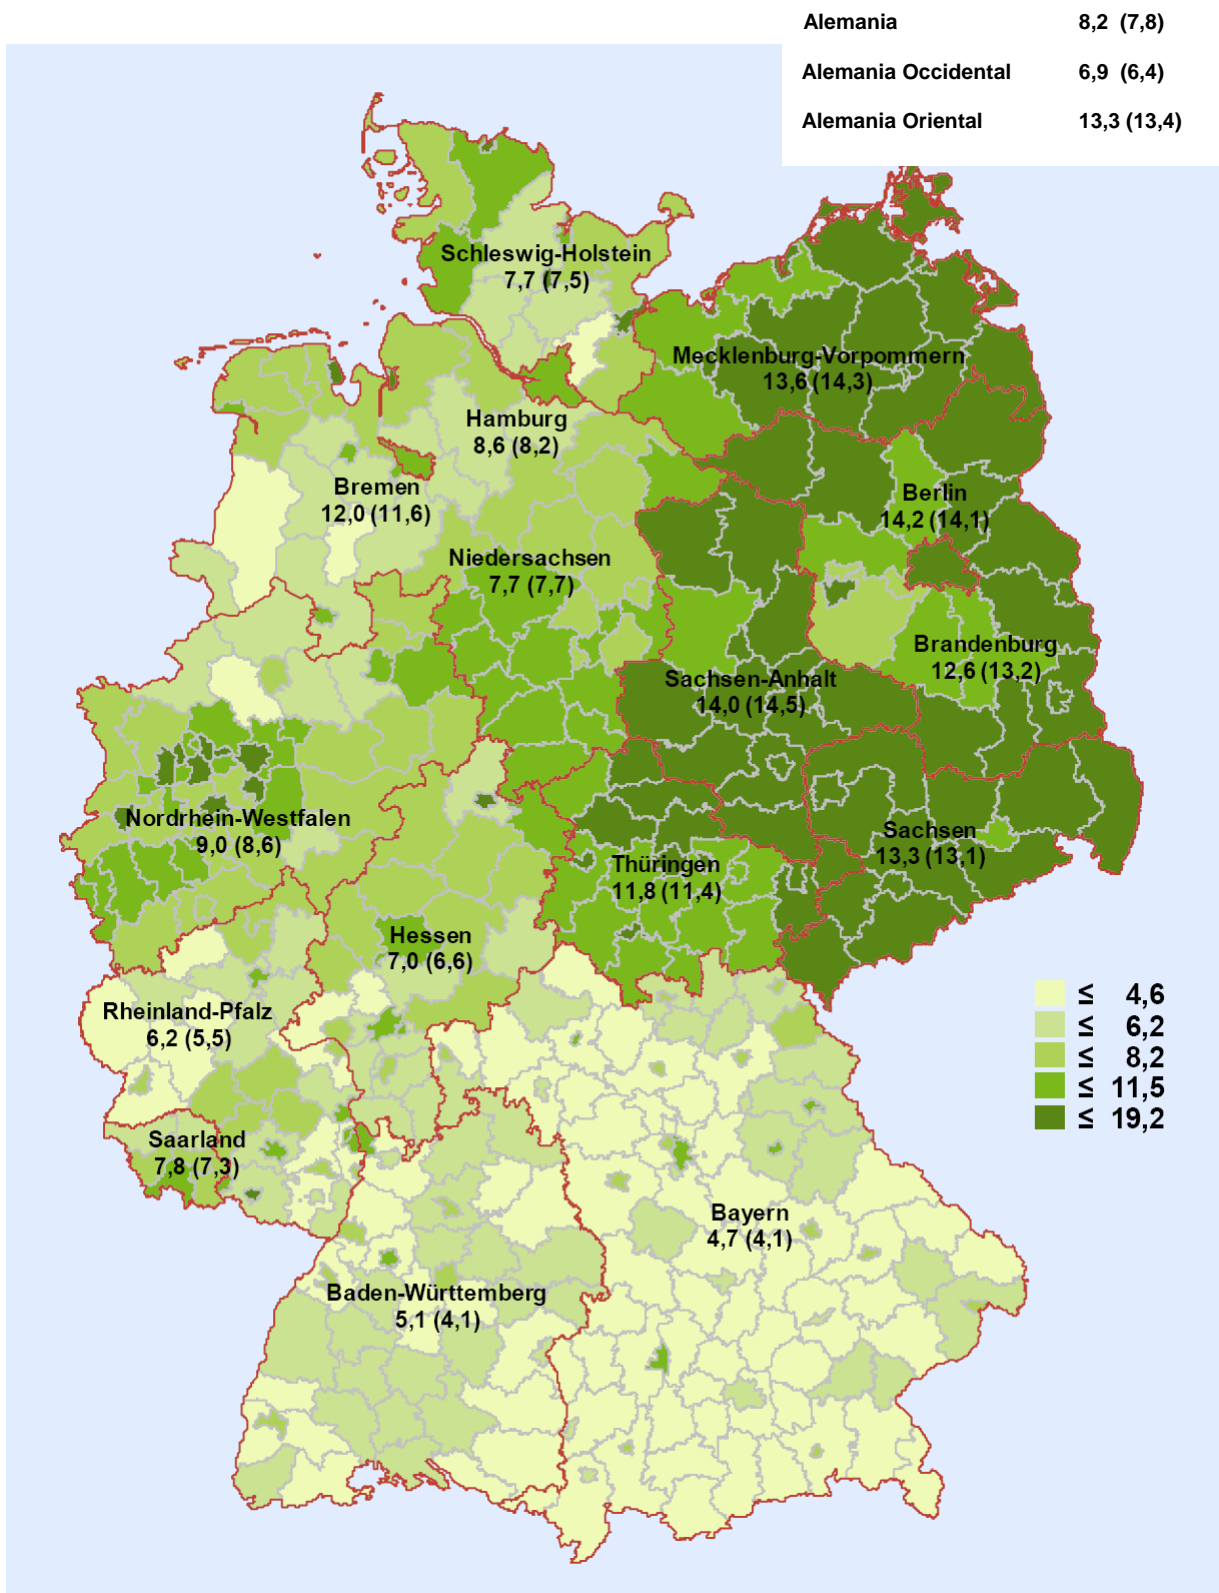 Alemania 8,2 (7,8)
Alemania Occidental 6,9 (6,4)
Alemania Oriental 13,3 (13,4)
Schleswig-Holstein
7,7 (7,5)
Mecklenburg-Vorpommern
13,6 (14,3)
Hamburg
8,6 (8,2)
Bremen
12,0 (11,6)
Berlin
14,2 (14,1)
Niedersachsen
7,7 (7,7)
Brandenburg
12,6 (13,2)
Sachsen-Anhalt
14,0 (14,5)
Nordrhein-Westfalen
9,0 (8,6)
Sachsen
13,3 (13,1)
Thüringen
11,8 (11,4)
Hessen
7,0 (6,6)
Rheinland-Pfalz
6,2 (5,5)
≤ 4,6
≤ 6,2
≤ 8,2
≤ 11,5
≤ 19,2
Saarland
7,8 (7,3)
Bayern
4,7 (4,1)
Baden-Württemberg
5,1 (4,1)